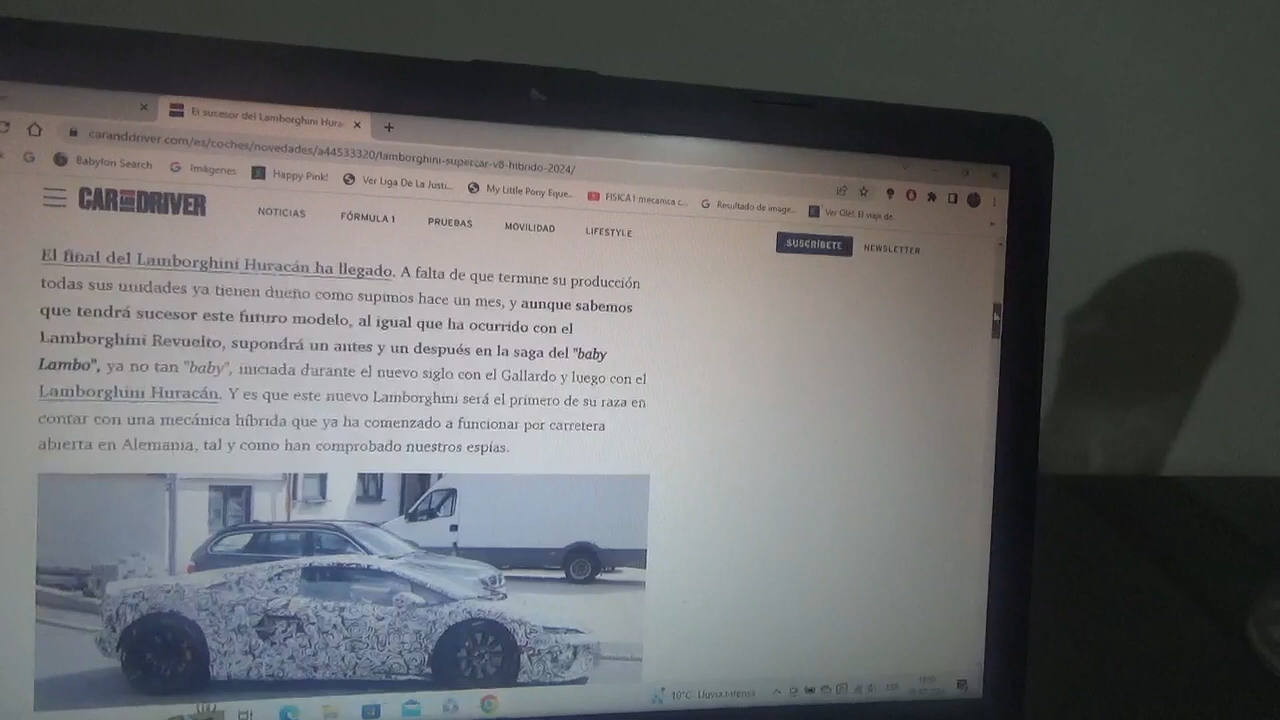 El sucesor del Lamborghini Hura
caranddriver.com/es/coches/novedades/a44533320/lamborghini-supercar-v8-hibrido-2024/
Babylon Search Imágenes Happy Pink! Ver Liga De La Justi... My Little Pony Eque... FISICA1 mecanica c... Resultado de image... Ver Olé!. El viaje de
CAR AND DRIVER NOTICIAS FÓRMULA 1 PRUEBAS MOVILIDAD LIFESTYLE SUSCRÍBETE NEWSLETTER
El final del Lamborghini Huracán ha llegado. A falta de que termine su producción
todas sus unidades ya tienen dueño como supimos hace un mes, y aunque sabemos
que tendrá sucesor este futuro modelo, al igual que ha ocurrido con el
Lamborghini Revuelto, supondrá un antes y un después en la saga del "baby
Lambo", ya no tan "baby", iniciada durante el nuevo siglo con el Gallardo y luego con el
Lamborghini Huracán. Y es que este nuevo Lamborghini será el primero de su raza en
contar con una mecánica híbrida que ya ha comenzado a funcionar por carretera
abierta en Alemania, tal y como han comprobado nuestros espías.
10°C Lluvia intensa ESP